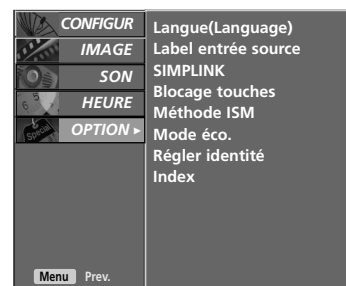 CONFIGUR
IMAGE
SON
HEURE
OPTION ▸
Special
Langue(Language)
Label entrée source
SIMPLINK
Blocage touches
Méthode ISM
Mode éco.
Régler identité
Index
Menu Prev.